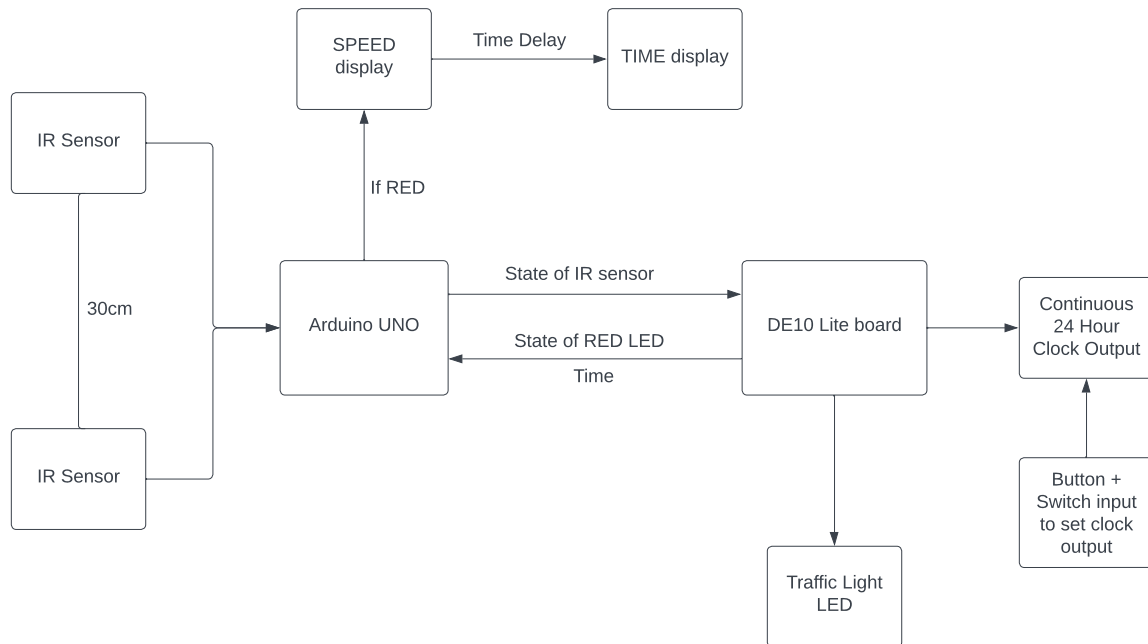 SPEED
display
Time Delay
TIME display
IR Sensor
If RED
30cm
Arduino UNO
State of IR sensor
State of RED LED
Time
DE10 Lite board
Continuous
24 Hour
Clock Output
IR Sensor
Button +
Switch input
to set clock
output
Traffic Light
LED